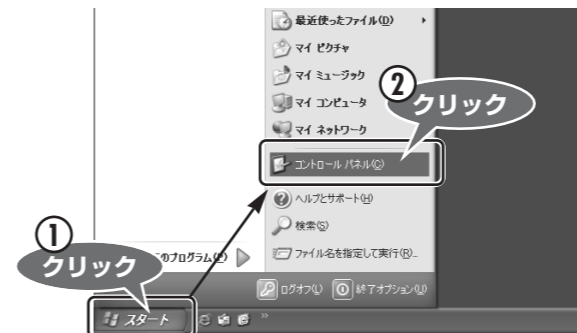 最近使ったファイル(D)
マイ ピクチャ
マイ ミュージック
マイ コンピュータ
マイ ネットワーク
② クリック
コントロール パネル(C)
ヘルプとサポート(H)
検索(S)
ファイル名を指定して実行(R)...
① クリック
のプログラム(P)
ログオフ(L) 終了オプション(U)
スタート
»